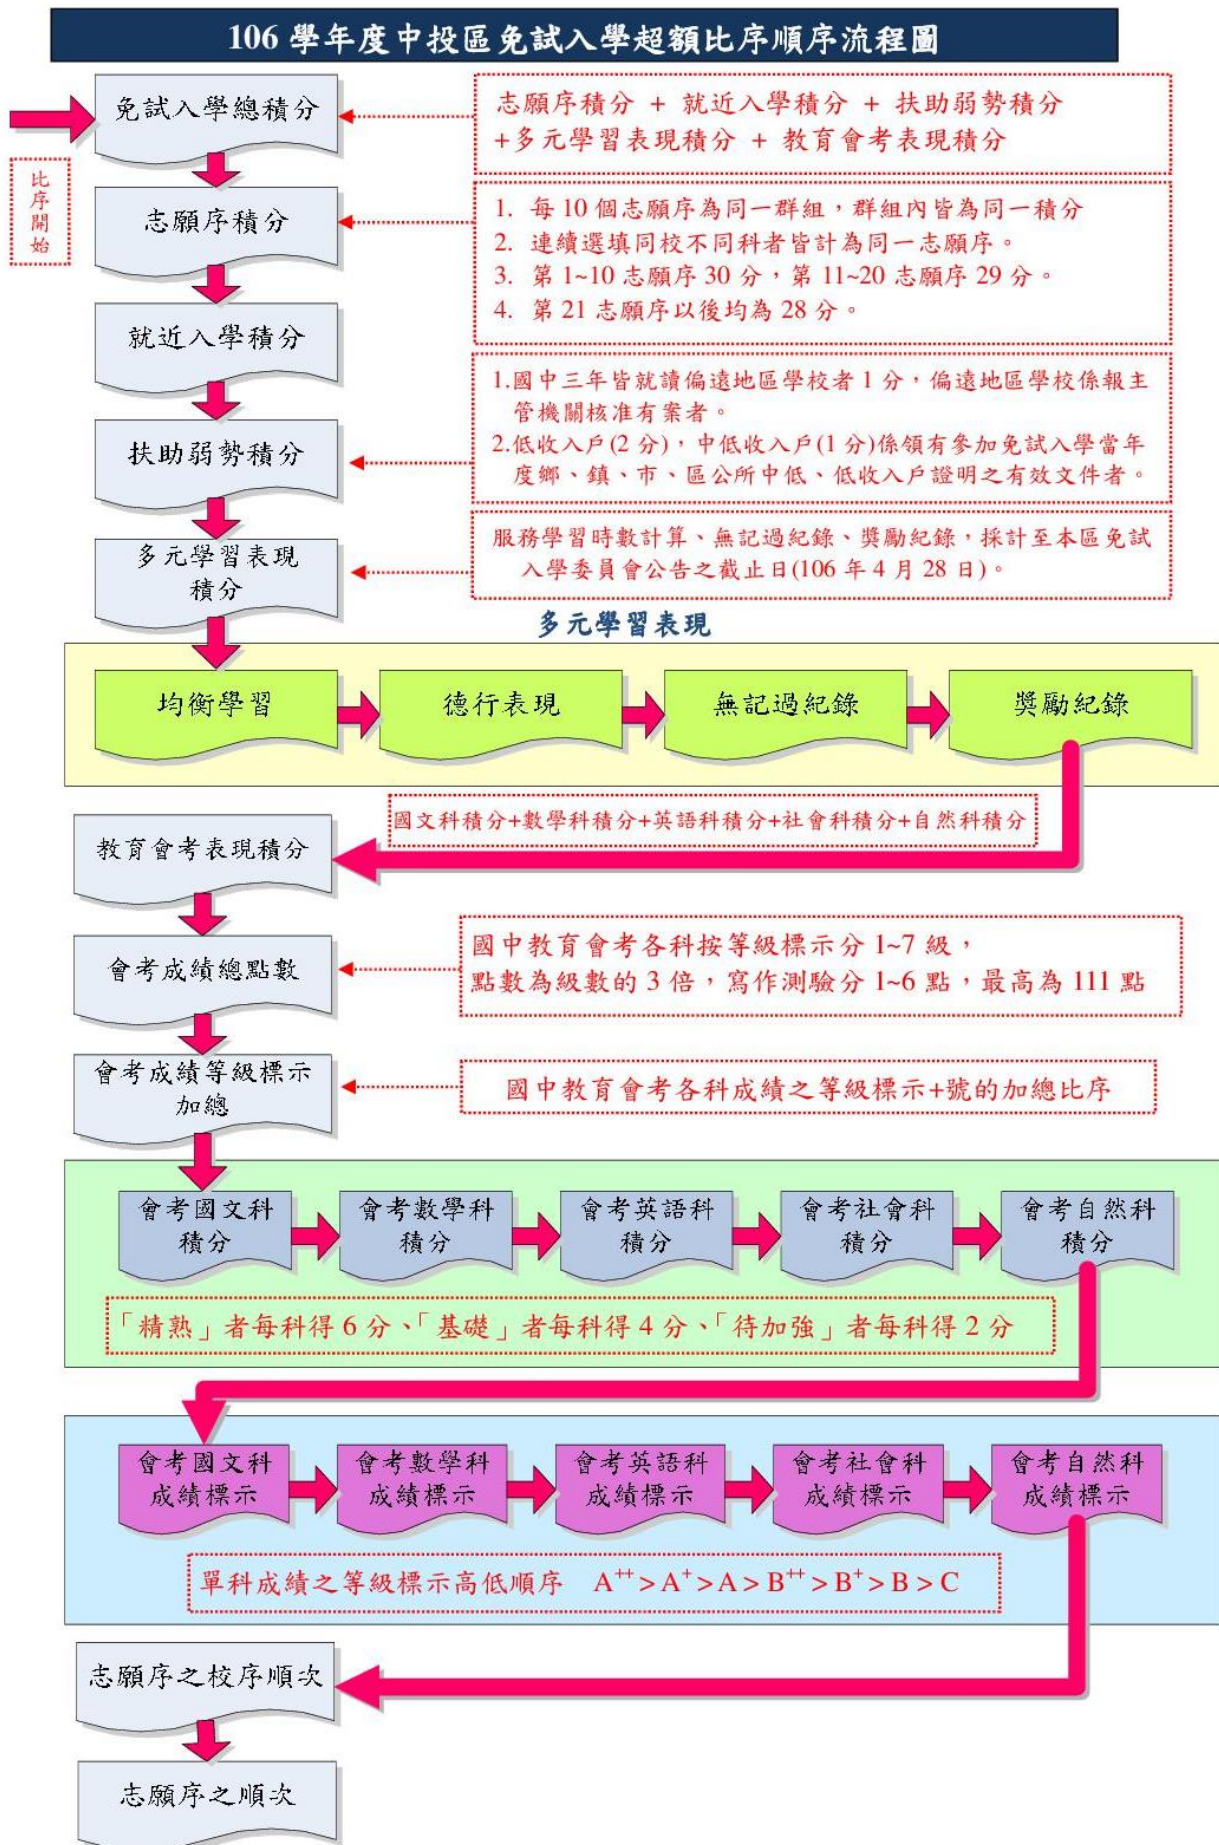 106 學年度中投區免試入學超額比序順序流程圖
比
序
開
始
免試入學總積分
志願序積分 + 就近入學積分 + 扶助弱勢積分
+多元學習表現積分 + 教育會考表現積分
志願序積分
1. 每 10 個志願序為同一群組，群組內皆為同一積分
2. 連續選填同校不同科者皆計為同一志願序。
3. 第 1~10 志願序 30 分，第 11~20 志願序 29 分。
4. 第 21 志願序以後均為 28 分。
就近入學積分
扶助弱勢積分
1.國中三年皆就讀偏遠地區學校者 1 分，偏遠地區學校係報主
管機關核准有案者。
2.低收入戶(2 分)，中低收入戶(1 分)係領有參加免試入學當年
度鄉、鎮、市、區公所中低、低收入戶證明之有效文件者。
多元學習表現
積分
服務學習時數計算、無記過紀錄、獎勵紀錄，採計至本區免試
入學委員會公告之截止日(106 年 4 月 28 日)。
多元學習表現
均衡學習
德行表現
無記過紀錄
獎勵紀錄
國文科積分+數學科積分+英語科積分+社會科積分+自然科積分
教育會考表現積分
會考成績總點數
國中教育會考各科按等級標示分 1~7 級，
點數為級數的 3 倍，寫作測驗分 1~6 點，最高為 111 點
會考成績等級標示
加總
國中教育會考各科成績之等級標示+號的加總比序
會考國文科
積分
會考數學科
積分
會考英語科
積分
會考社會科
積分
會考自然科
積分
「精熟」者每科得 6 分、「基礎」者每科得 4 分、「待加強」者每科得 2 分
會考國文科
成績標示
會考數學科
成績標示
會考英語科
成績標示
會考社會科
成績標示
會考自然科
成績標示
單科成績之等級標示高低順序 A⁺⁺>A⁺>A>B⁺⁺>B⁺>B>C
志願序之校序順次
志願序之順次